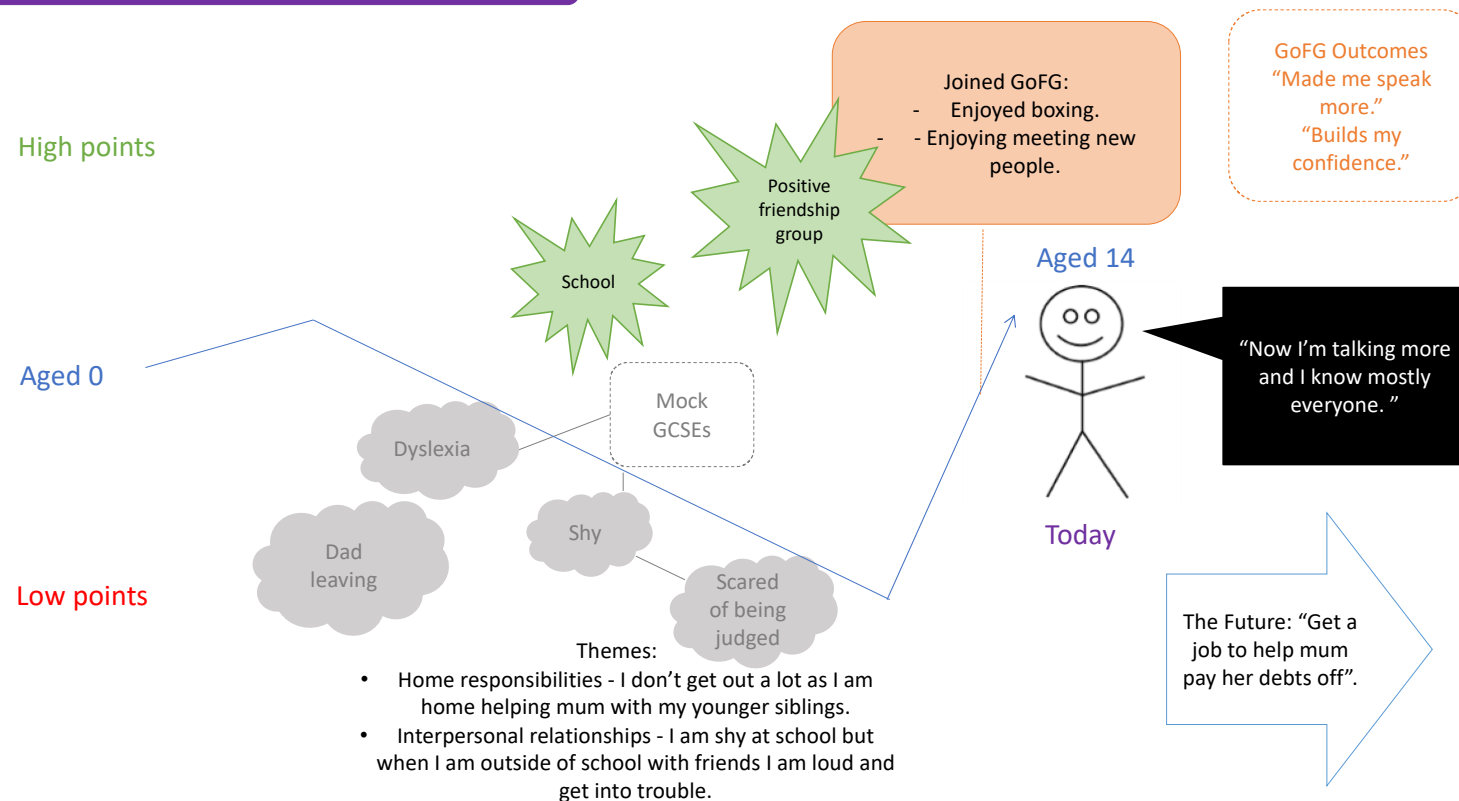 Joined GoFG:
- Enjoyed boxing.
- - Enjoying meeting new
people.
GoFG Outcomes
“Made me speak
more.”
“Builds my
confidence.”
High points
Positive
friendship
group
School
Aged 14
Aged 0
“Now I’m talking more
and I know mostly
everyone. ”
Mock
GCSEs
Dyslexia
Shy
Today
Dad
leaving
Low points
Scared
of being
judged
The Future: “Get a
job to help mum
pay her debts off”.
Themes:
• Home responsibilities - I don’t get out a lot as I am
home helping mum with my younger siblings.
• Interpersonal relationships - I am shy at school but
when I am outside of school with friends I am loud and
get into trouble.